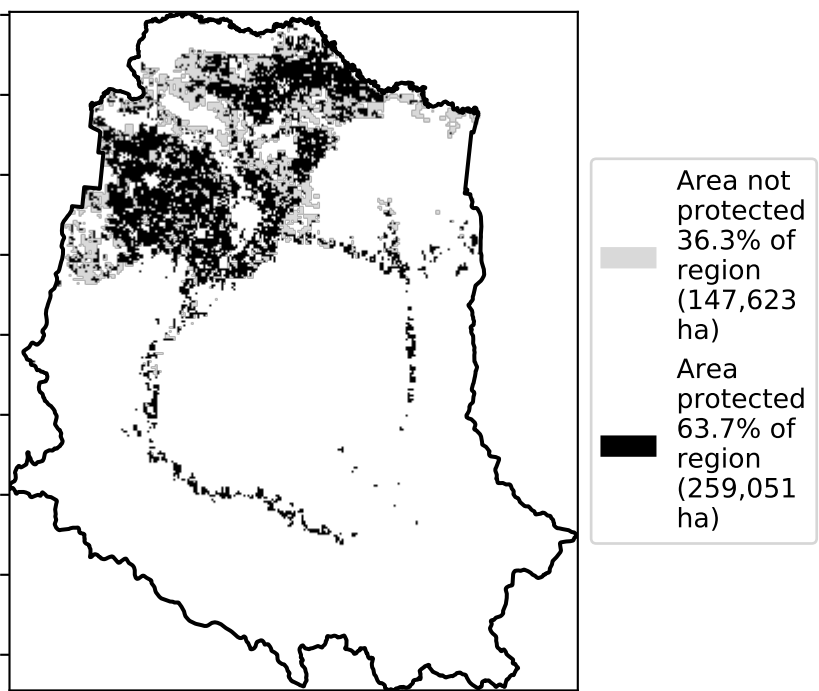 Area not
protected
36.3% of
region
(147,623
ha)
Area
protected
63.7% of
region
(259,051
ha)